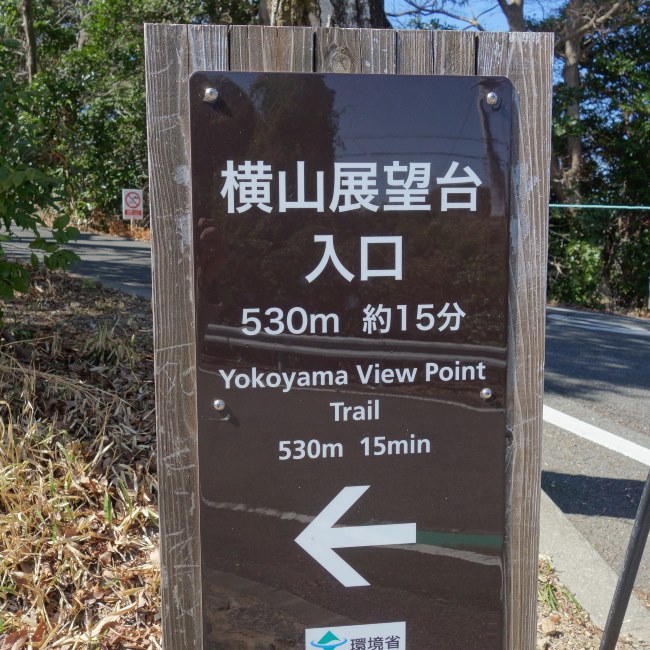 横山展望台
入口
530m 約15分
Yokoyama View Point
Trail
530m 15min
環境省